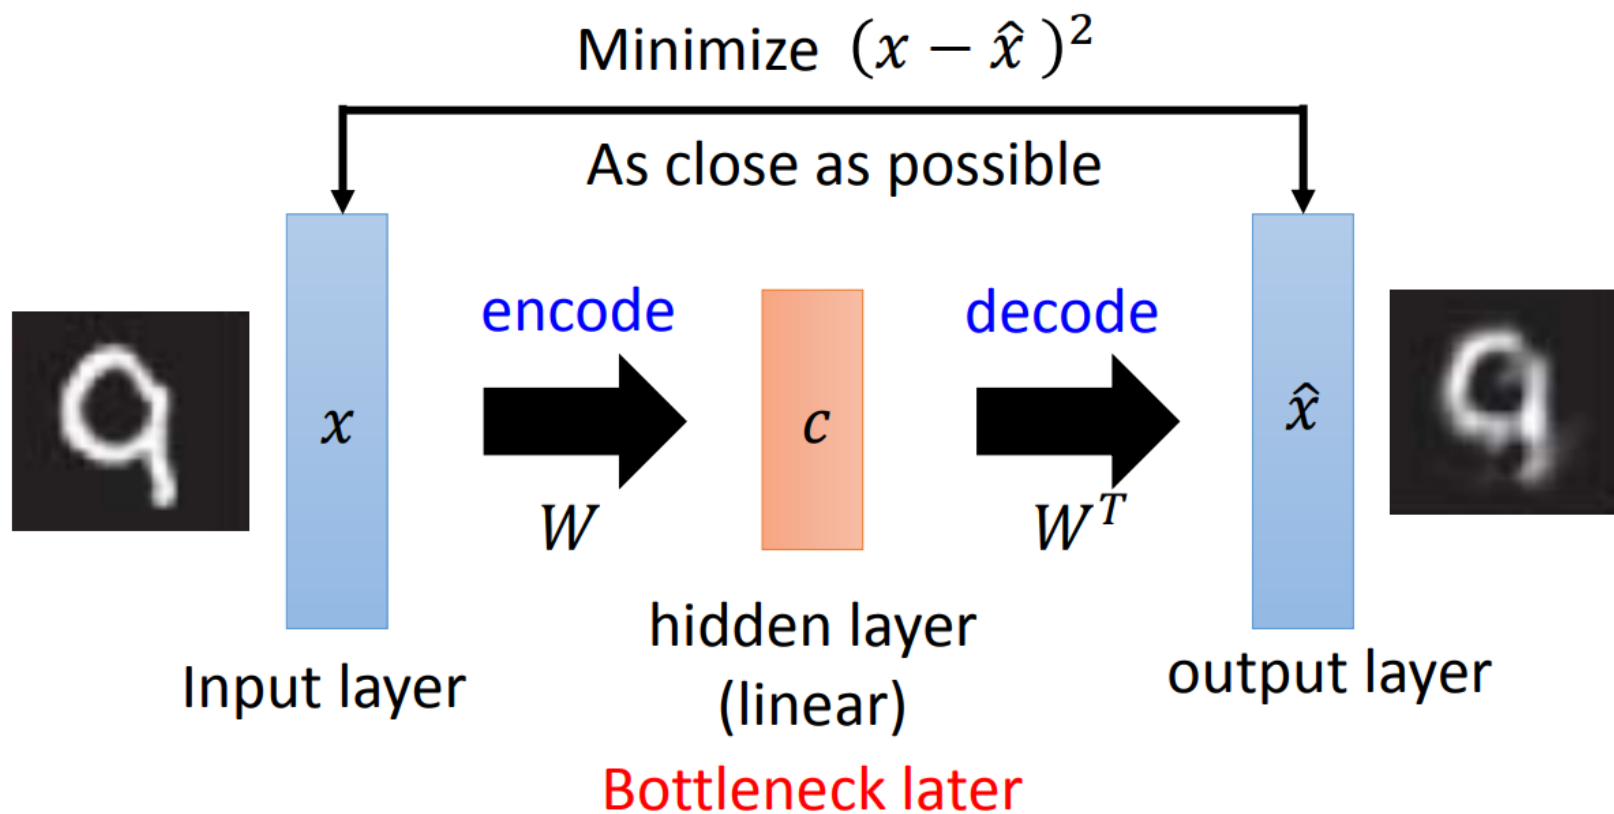 Minimize (x − x̂ )²
As close as possible
encode
decode
x
c
x̂
W
Wᵀ
hidden layer
(linear)
Input layer
output layer
Bottleneck later